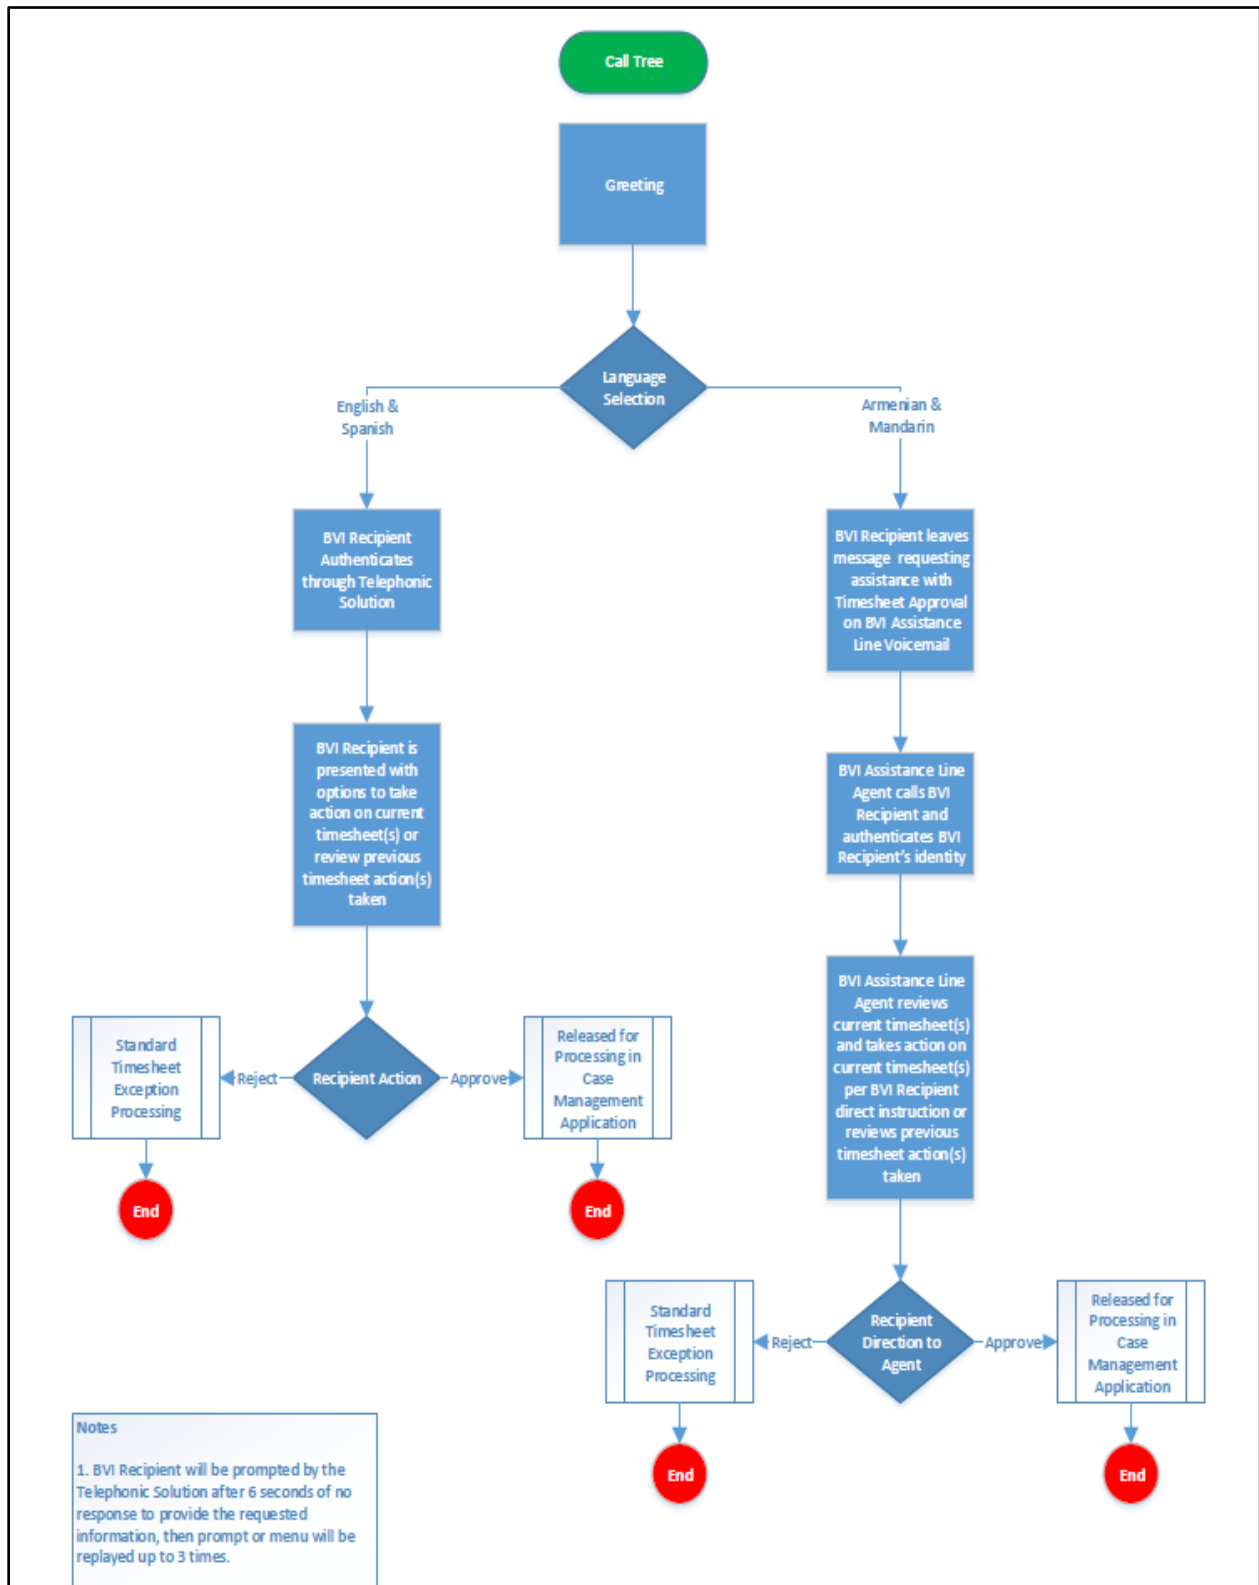 Call Tree
Greeting
Language
Selection
English &
Spanish
Armenian &
Mandarin
BVI Recipient
Authenticates
through Telephonic
Solution
BVI Recipient leaves
message requesting
assistance with
Timesheet Approval
on BVI Assistance
Line Voicemail
BVI Recipient is
presented with
options to take
action on current
timesheet(s) or
review previous
timesheet action(s)
taken
BVI Assistance Line
Agent calls BVI
Recipient and
authenticates BVI
Recipient's identity
BVI Assistance Line
Agent reviews
current timesheet(s)
and takes action on
current timesheet(s)
per BVI Recipient
direct instruction or
reviews previous
timesheet action(s)
taken
Standard
Timesheet
Exception
Processing
Reject
Recipient Action
Approve
Released for
Processing in
Case
Management
Application
End
End
Standard
Timesheet
Exception
Processing
Reject
Recipient
Direction to
Agent
Approve
Released for
Processing in
Case
Management
Application
End
End
Notes
1. BVI Recipient will be prompted by the
Telephonic Solution after 6 seconds of no
response to provide the requested
information, then prompt or menu will be
replayed up to 3 times.